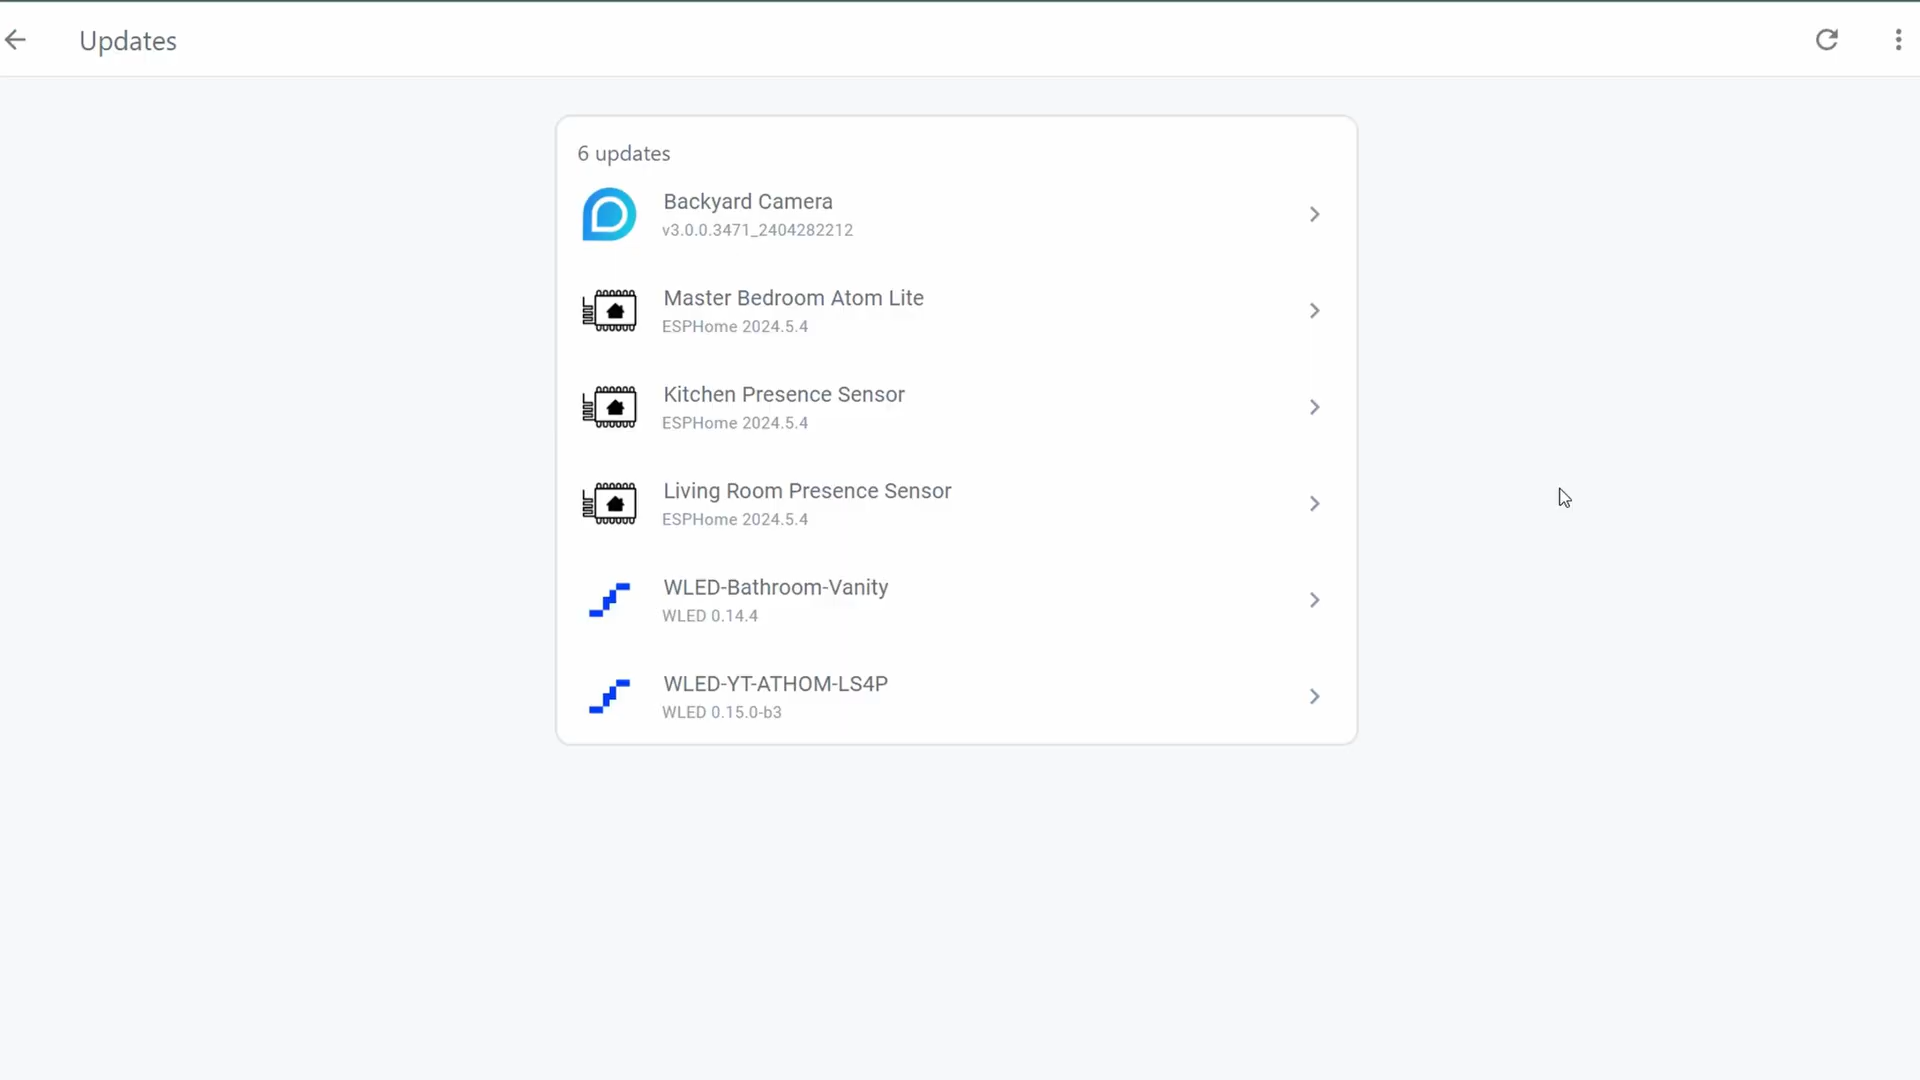 Updates
6 updates
Backyard Camera
v3.0.0.3471_2404282212
Master Bedroom Atom Lite
ESPHome 2024.5.4
Kitchen Presence Sensor
ESPHome 2024.5.4
Living Room Presence Sensor
ESPHome 2024.5.4
WLED-Bathroom-Vanity
WLED 0.14.4
WLED-YT-ATHOM-LS4P
WLED 0.15.0-b3